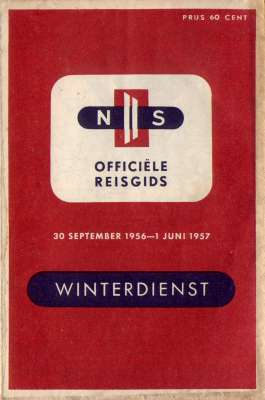 PRIJS 60 CENT
NS
OFFICIËLE
REISGIDS
30 SEPTEMBER 1956—1 JUNI 1957
WINTERDIENST